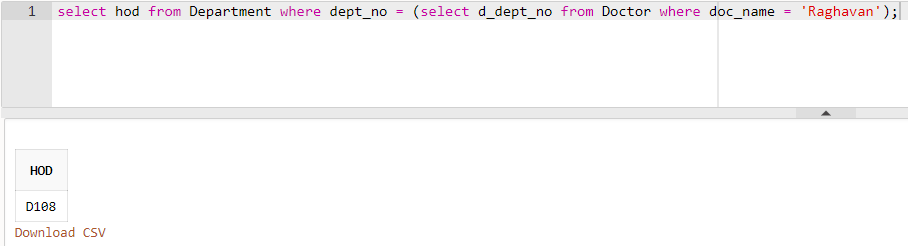 1 select hod from Department where dept_no = (select d_dept_no from Doctor where doc_name = 'Raghavan');
HOD
D108
Download CSV